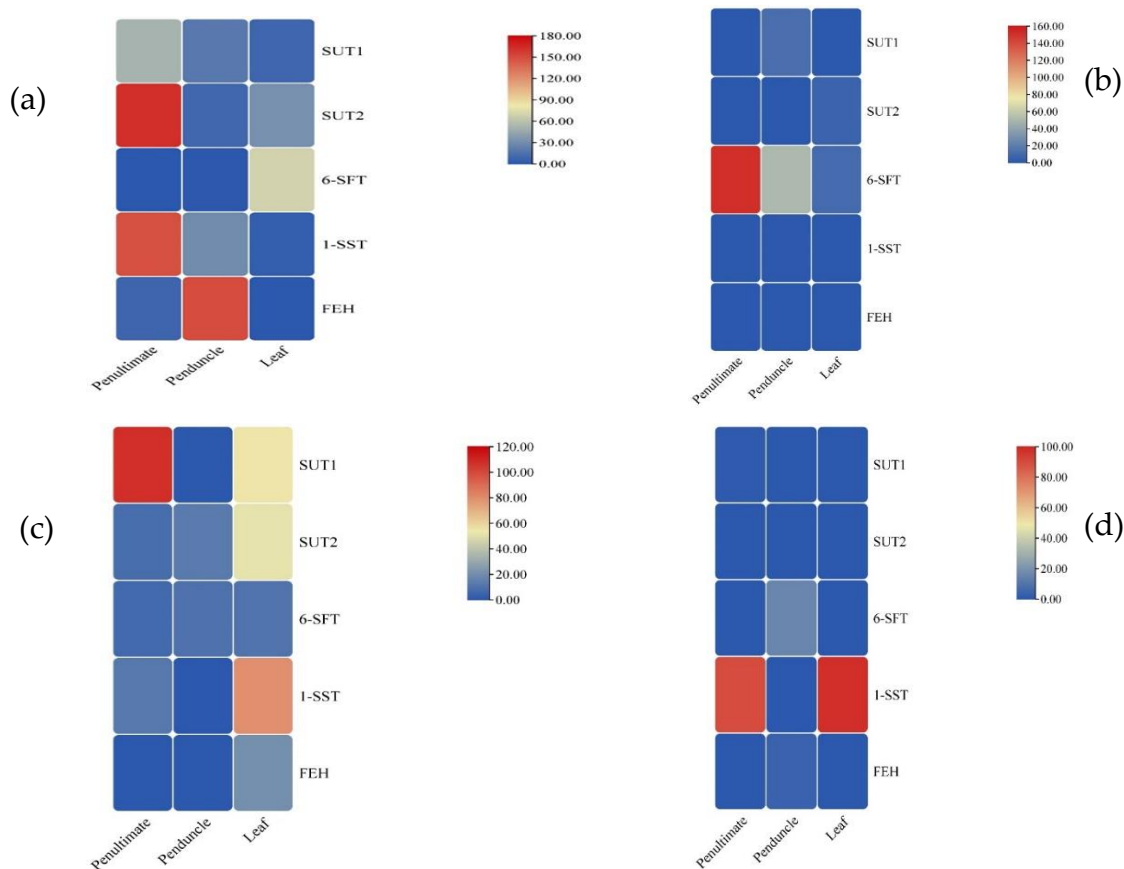 (a)
SUT1
SUT2
6-SFT
1-SST
FEH
Penultimate
Penduncle
Leaf
180.00
150.00
120.00
90.00
60.00
30.00
0.00
(b)
SUT1
SUT2
6-SFT
1-SST
FEH
Penultimate
Penduncle
Leaf
160.00
140.00
120.00
100.00
80.00
60.00
40.00
20.00
0.00
(c)
SUT1
SUT2
6-SFT
1-SST
FEH
Penultimate
Penduncle
Leaf
120.00
100.00
80.00
60.00
40.00
20.00
0.00
(d)
SUT1
SUT2
6-SFT
1-SST
FEH
Penultimate
Penduncle
Leaf
100.00
80.00
60.00
40.00
20.00
0.00